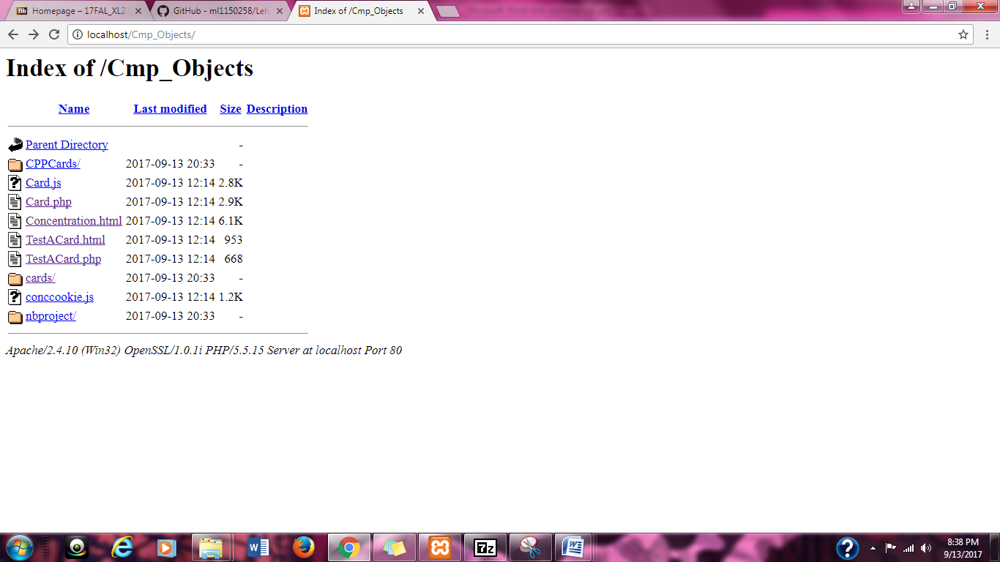 Homepage – 17FAL_XL2
GitHub - ml1150258/Leh
Index of /Cmp_Objects
localhost/Cmp_Objects/
Index of /Cmp_Objects
Name Last modified Size Description
Parent Directory -
CPPCards/ 2017-09-13 20:33 -
Card.js 2017-09-13 12:14 2.8K
Card.php 2017-09-13 12:14 2.9K
Concentration.html 2017-09-13 12:14 6.1K
TestACard.html 2017-09-13 12:14 953
TestACard.php 2017-09-13 12:14 668
cards/ 2017-09-13 20:33 -
conccookie.js 2017-09-13 12:14 1.2K
nbproject/ 2017-09-13 20:33 -
Apache/2.4.10 (Win32) OpenSSL/1.0.1i PHP/5.5.15 Server at localhost Port 80
8:38 PM
9/13/2017